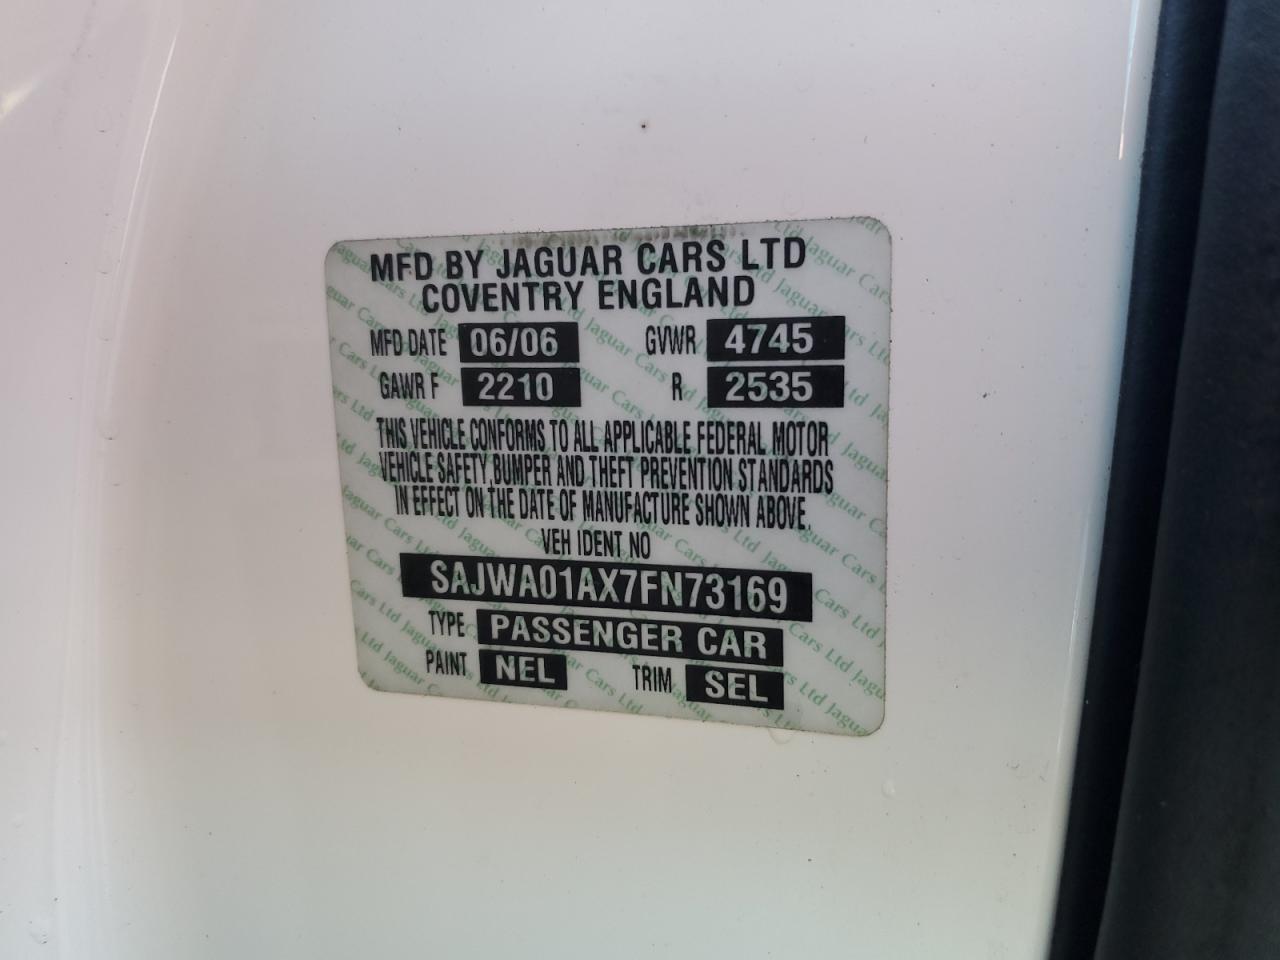 MFD BY JAGUAR CARS LTD
COVENTRY ENGLAND
MFD DATE 06/06 GVWR 4745
GAWR F 2210 R 2535
THIS VEHICLE CONFORMS TO ALL APPLICABLE FEDERAL MOTOR
VEHICLE SAFETY, BUMPER AND THEFT PREVENTION STANDARDS
IN EFFECT ON THE DATE OF MANUFACTURE SHOWN ABOVE.
VEH IDENT NO
SAJWA01AX7FN73169
TYPE PASSENGER CAR
PAINT NEL TRIM SEL